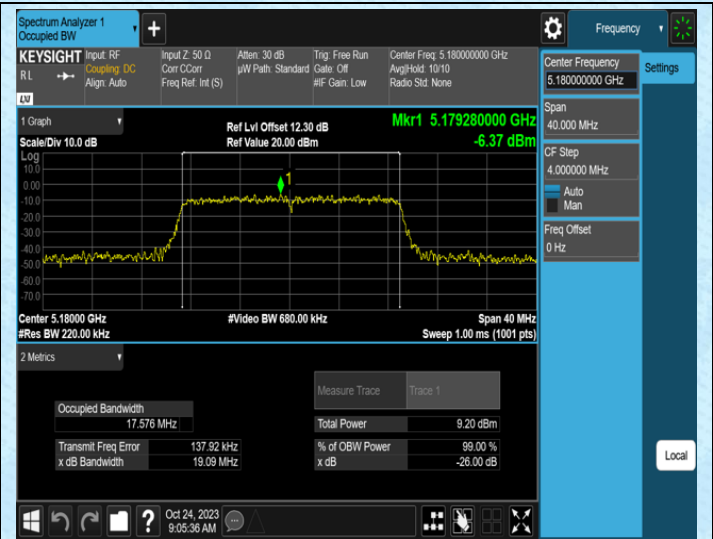 Spectrum Analyzer 1
Occupied BW
+
Frequency
KEYSIGHT
RL
LXI
Input: RF
Coupling: DC
Align: Auto
Input Z: 50 Ω
Corr CCorr
Freq Ref: Int (S)
Atten: 30 dB
µW Path: Standard
Trig: Free Run
Gate: Off
#IF Gain: Low
Center Freq: 5.180000000 GHz
Avg|Hold: 10/10
Radio Std: None
Center Frequency
5.180000000 GHz
Settings
Span
40.000 MHz
CF Step
4.000000 MHz
Auto
Man
Freq Offset
0 Hz
Local
1 Graph
Scale/Div 10.0 dB
Ref Lvl Offset 12.30 dB
Ref Value 20.00 dBm
Mkr1 5.179280000 GHz
-6.37 dBm
Log
10.0
0.00
-10.0
-20.0
-30.0
-40.0
-50.0
-60.0
-70.0
1
Center 5.18000 GHz
#Res BW 220.00 kHz
#Video BW 680.00 kHz
Span 40 MHz
Sweep 1.00 ms (1001 pts)
2 Metrics
Measure Trace Trace 1
Occupied Bandwidth
17.576 MHz
Total Power 9.20 dBm
Transmit Freq Error 137.92 kHz
% of OBW Power 99.00 %
x dB Bandwidth 19.09 MHz
x dB -26.00 dB
?
Oct 24, 2023
9:05:36 AM